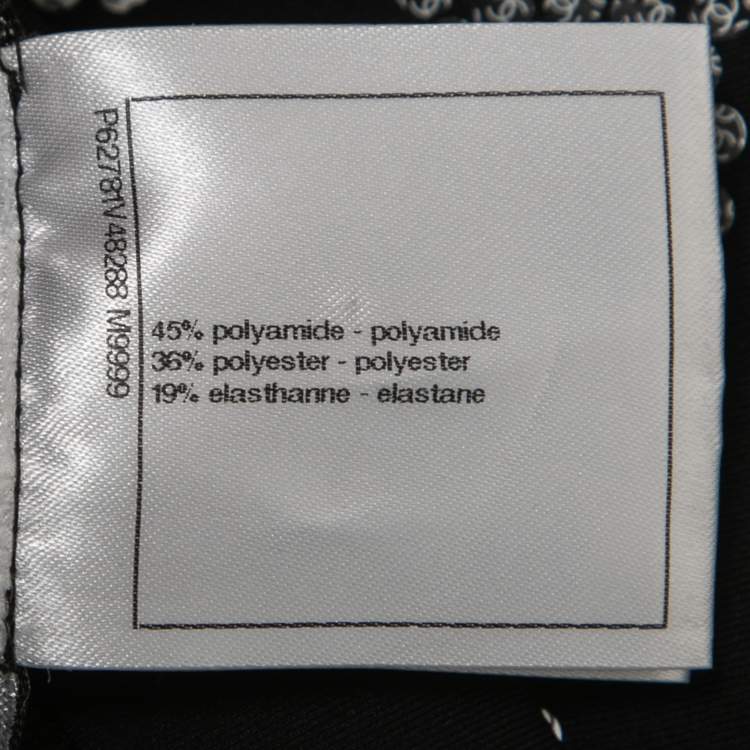 P62781V48288 M9999
45% polyamide - polyamide
36% polyester - polyester
19% elasthanne - elastane